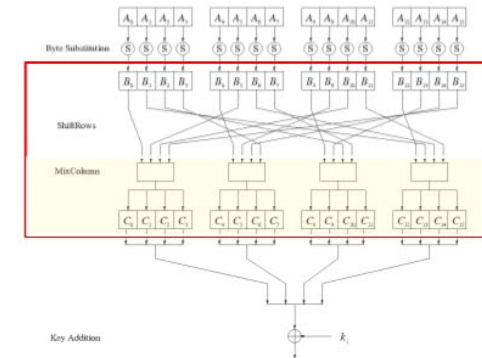 A₀ A₁ A₂ A₃ A₄ A₅ A₆ A₇ A₈ A₉ A₁₀ A₁₁ A₁₂ A₁₃ A₁₄ A₁₅
Byte Substitution S S S S S S S S S S S S S S S S
B₀ B₁ B₂ B₃ B₄ B₅ B₆ B₇ B₈ B₉ B₁₀ B₁₁ B₁₂ B₁₃ B₁₄ B₁₅
ShiftRows
MixColumn
C₀ C₁ C₂ C₃ C₄ C₅ C₆ C₇ C₈ C₉ C₁₀ C₁₁ C₁₂ C₁₃ C₁₄ C₁₅
Key Addition kᵢ